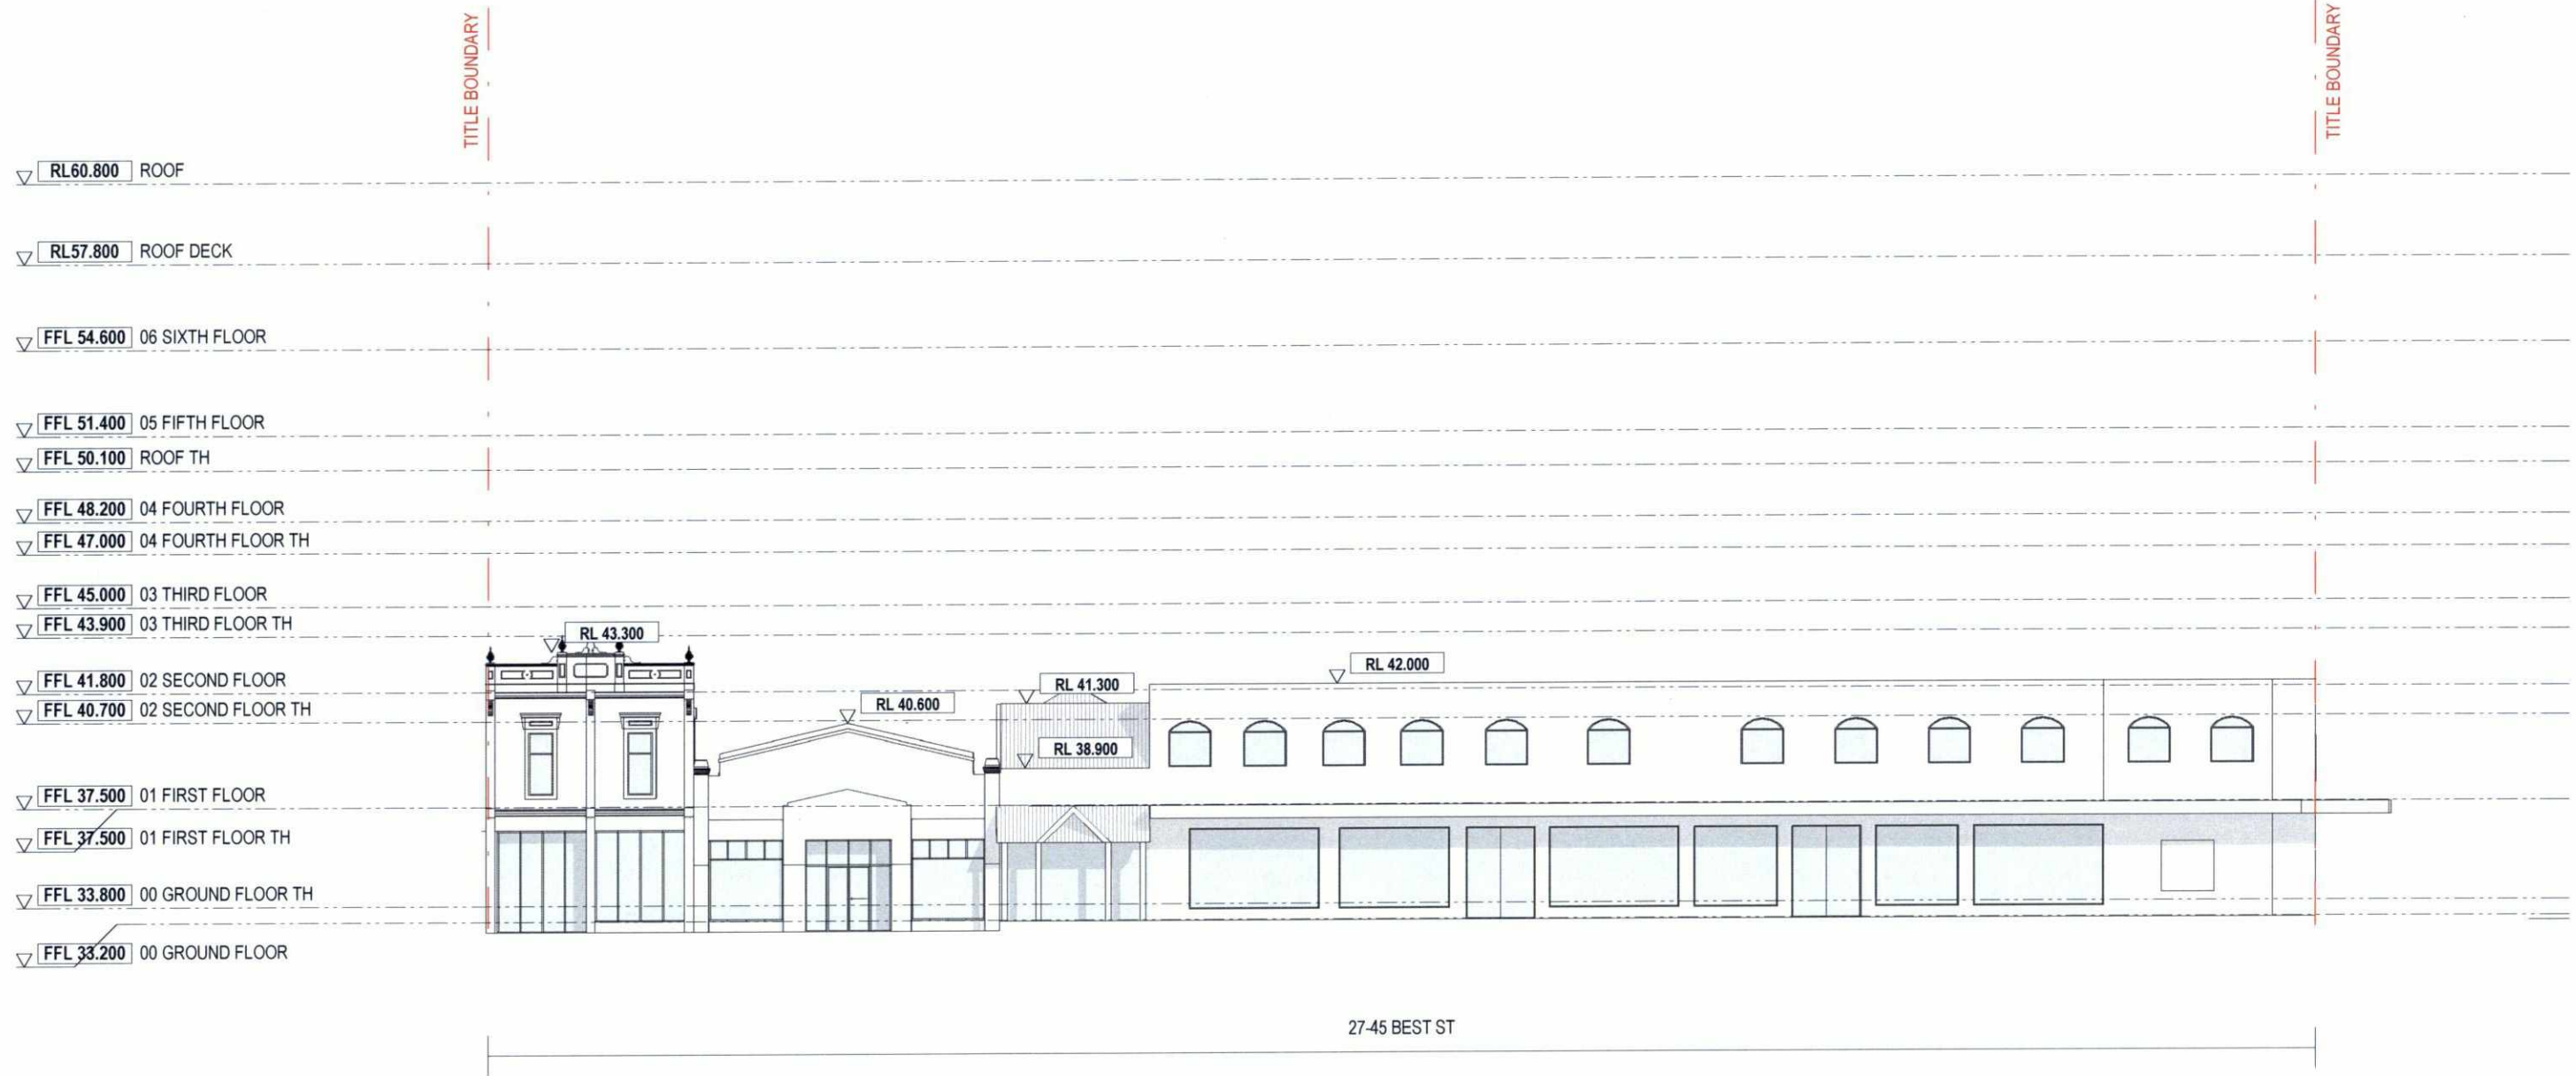 TITLE BOUNDARY
TITLE BOUNDARY
RL60.800 ROOF
RL57.800 ROOF DECK
FFL 54.600 06 SIXTH FLOOR
FFL 51.400 05 FIFTH FLOOR
FFL 50.100 ROOF TH
FFL 48.200 04 FOURTH FLOOR
FFL 47.000 04 FOURTH FLOOR TH
FFL 45.000 03 THIRD FLOOR
FFL 43.900 03 THIRD FLOOR TH
RL 43.300
RL 42.000
FFL 41.800 02 SECOND FLOOR
RL 41.300
FFL 40.700 02 SECOND FLOOR TH
RL 40.600
RL 38.900
FFL 37.500 01 FIRST FLOOR
FFL 37.500 01 FIRST FLOOR TH
FFL 33.800 00 GROUND FLOOR TH
FFL 33.200 00 GROUND FLOOR
27-45 BEST ST